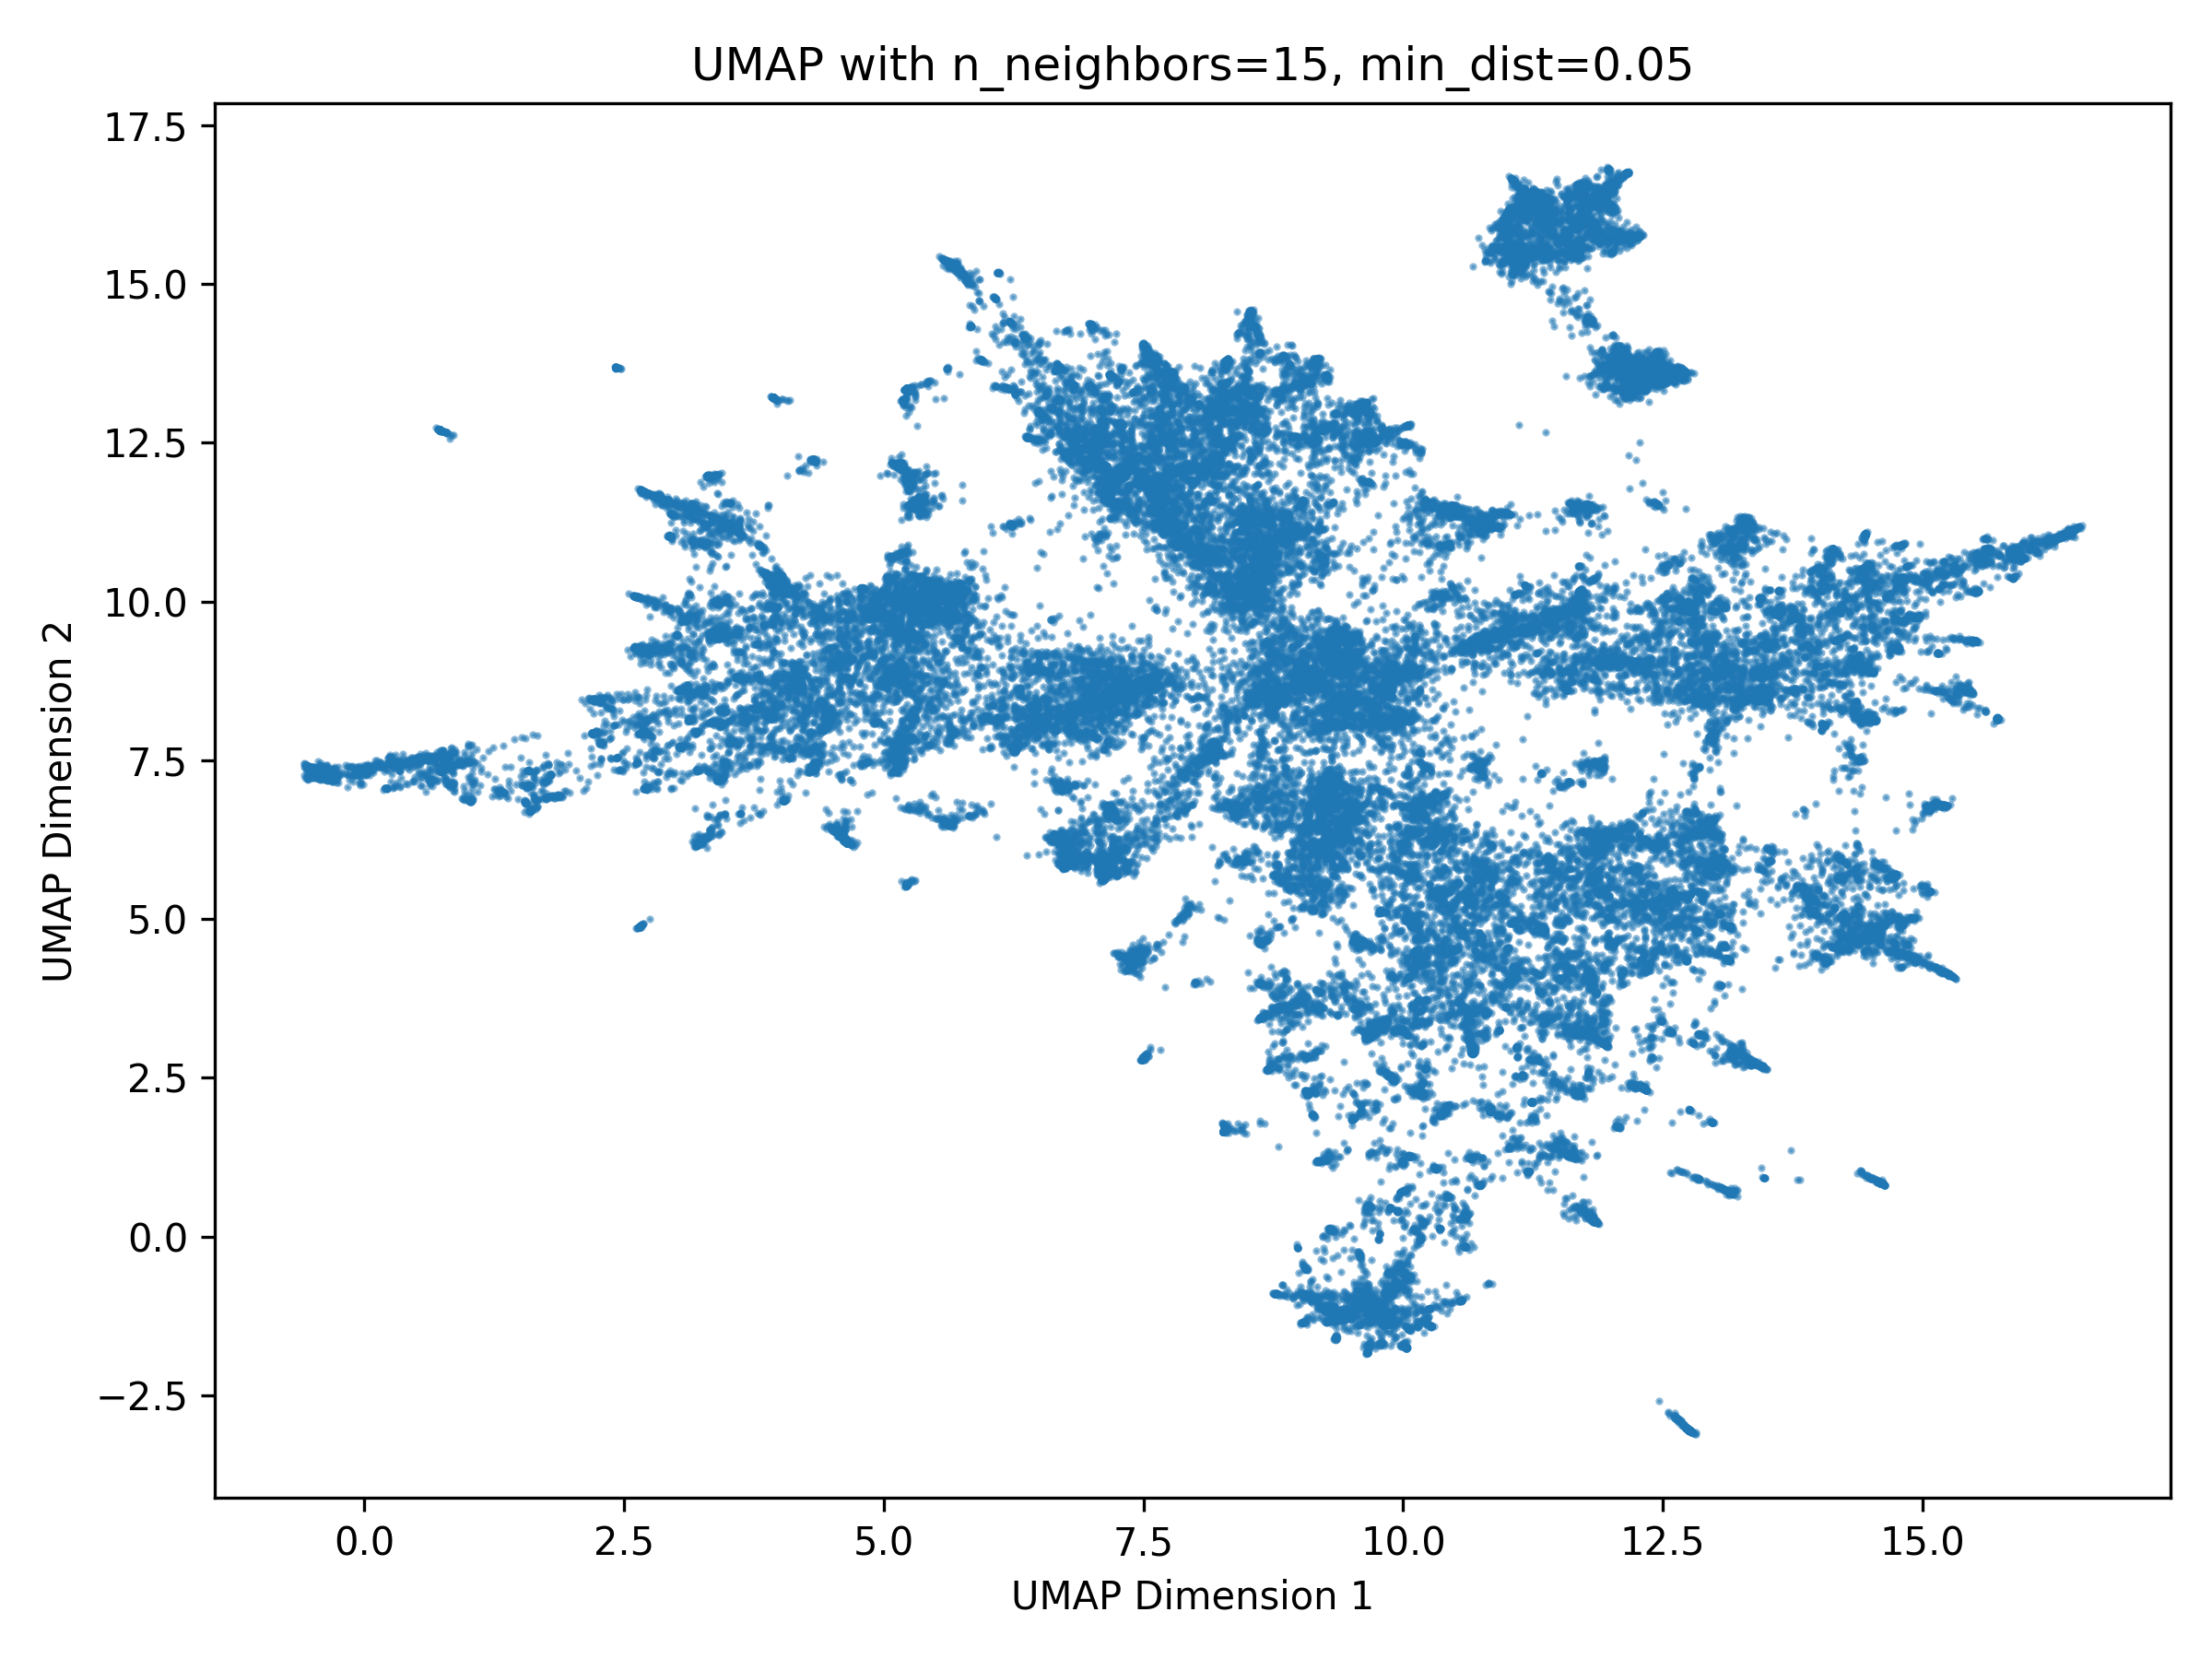 UMAP with n_neighbors=15, min_dist=0.05
17.5
15.0
12.5
10.0
7.5
5.0
2.5
0.0
−2.5
UMAP Dimension 2
0.0 2.5 5.0 7.5 10.0 12.5 15.0
UMAP Dimension 1